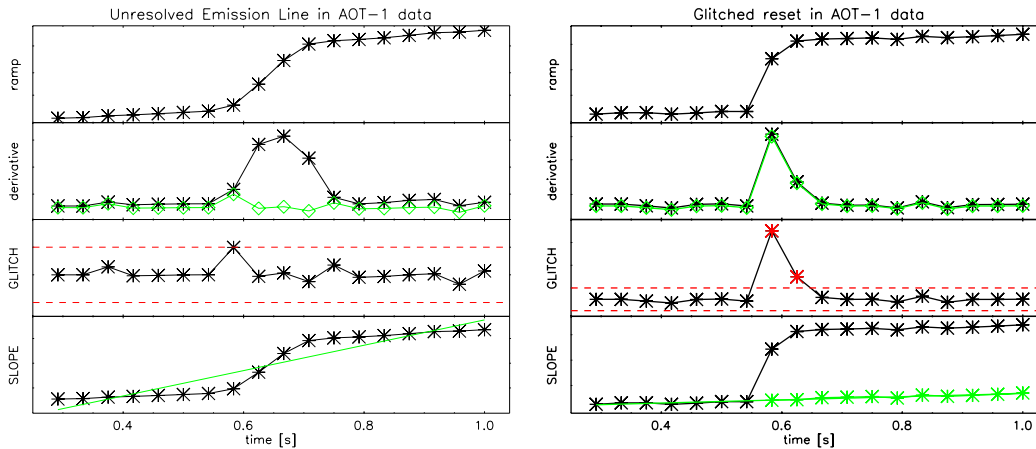 Unresolved Emission Line in AOT-1 data
ramp
derivative
GLITCH
SLOPE
0.4
0.6
0.8
1.0
time [s]
Glitched reset in AOT-1 data
ramp
derivative
GLITCH
SLOPE
0.4
0.6
0.8
1.0
time [s]